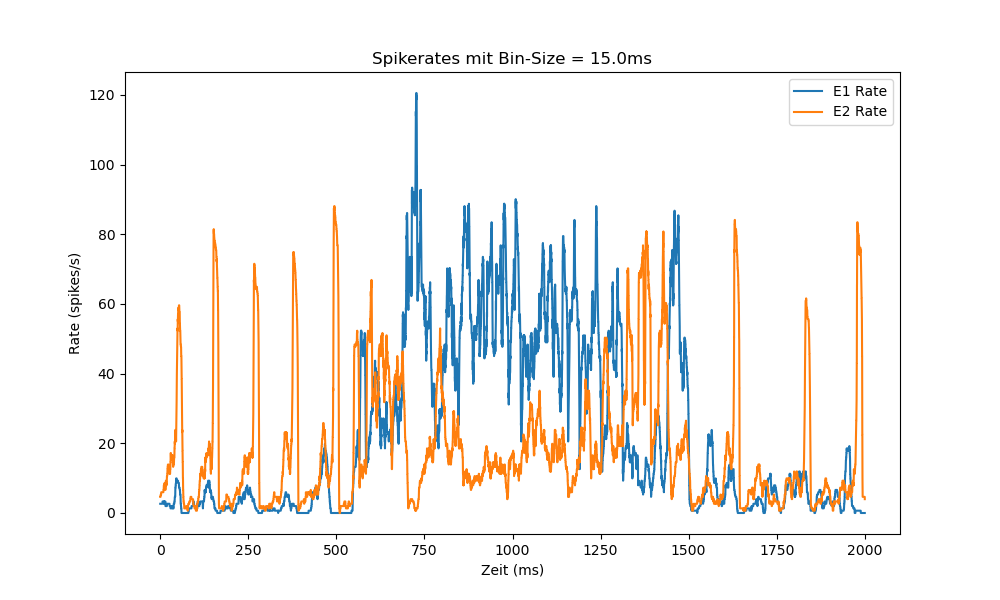 Spikerates mit Bin-Size = 15.0ms
E1 Rate
E2 Rate
120
100
80
60
40
20
0
Rate (spikes/s)
0 250 500 750 1000 1250 1500 1750 2000
Zeit (ms)